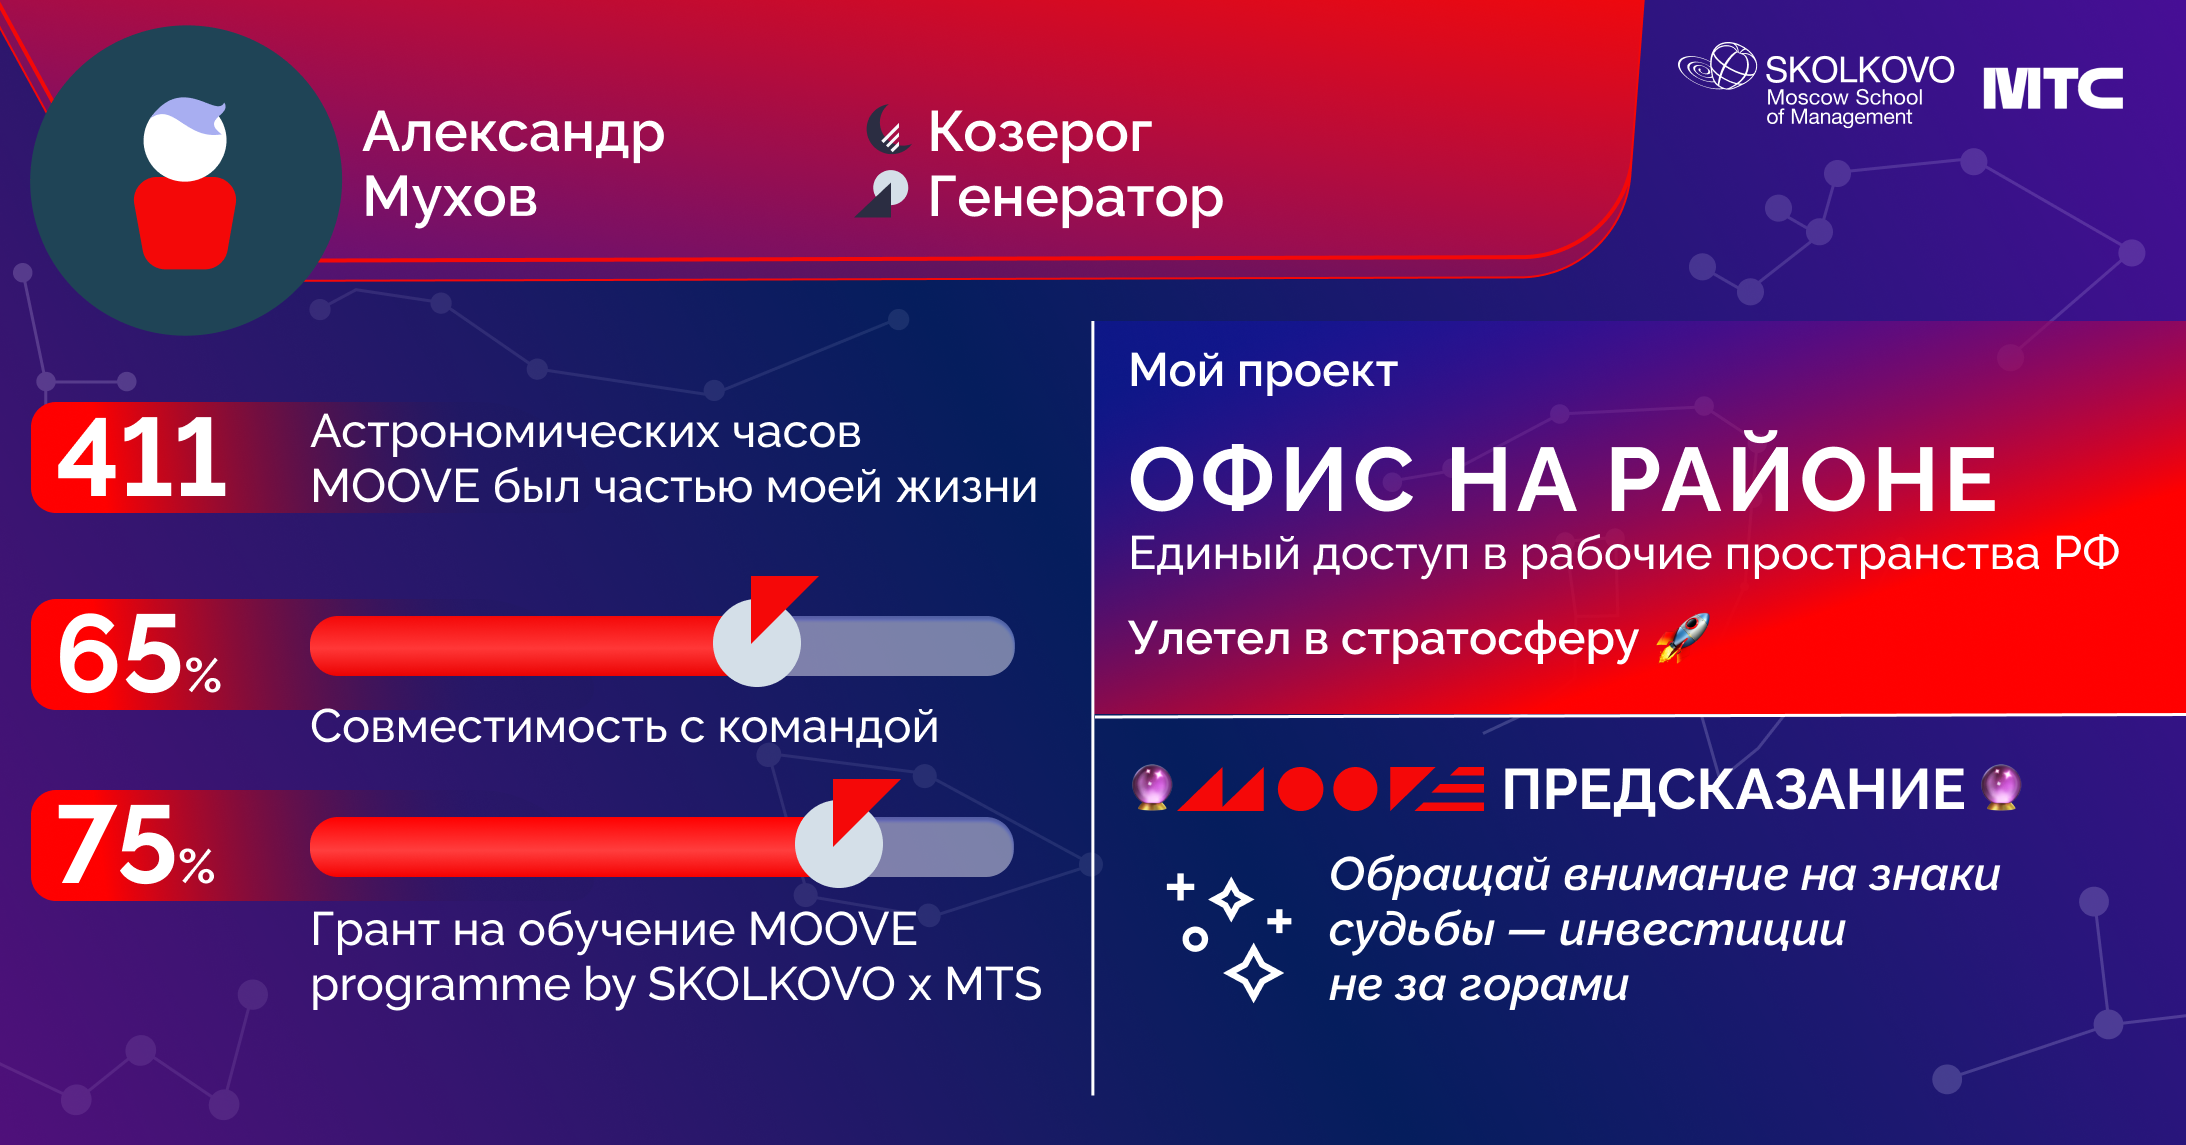 Александр
Мухов
Козерог
Генератор
SKOLKOVO
Moscow School
of Management
МТС
411
Астрономических часов
MOOVE был частью моей жизни
65%
Совместимость с командой
75%
Грант на обучение MOOVE
programme by SKOLKOVO x MTS
Мой проект
ОФИС НА РАЙОНЕ
Единый доступ в рабочие пространства РФ
Улетел в стратосферу 🚀
🔮 MOOVE ПРЕДСКАЗАНИЕ 🔮
Обращай внимание на знаки
судьбы — инвестиции
не за горами